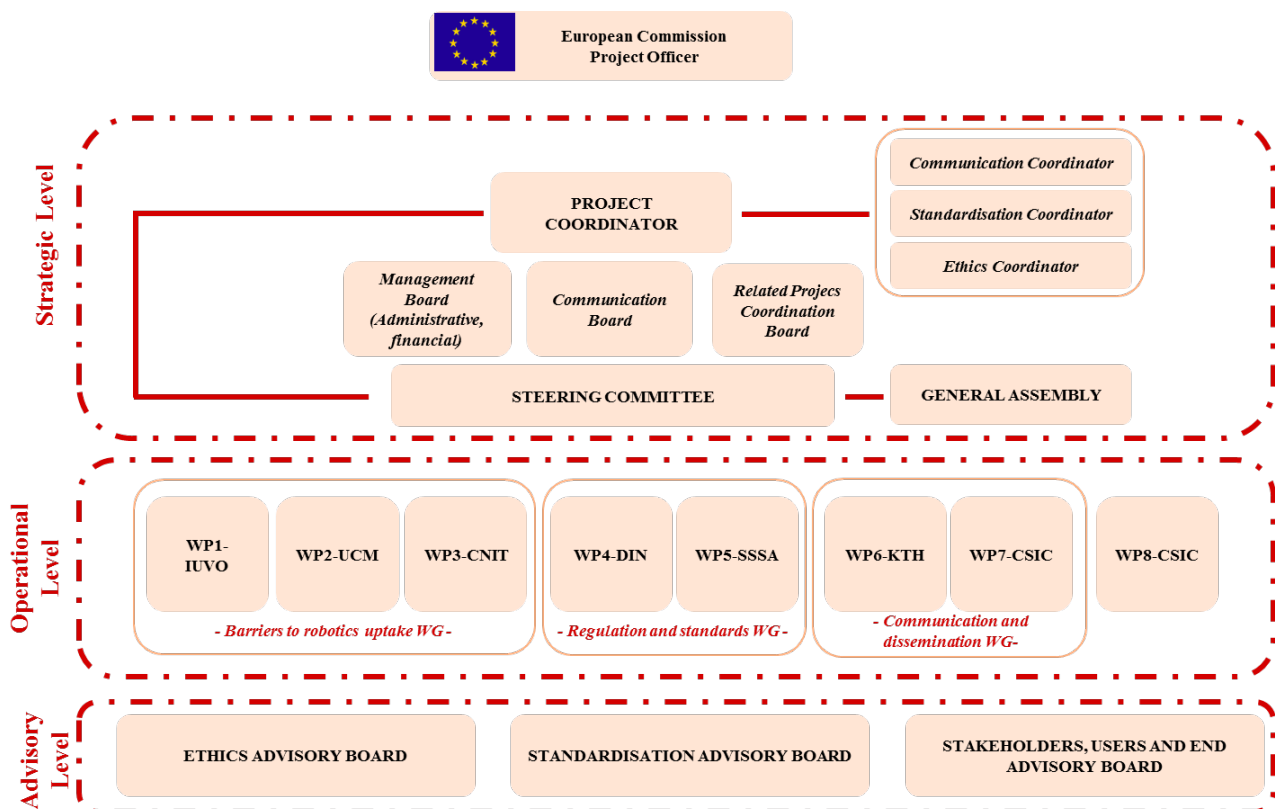 European Commission
Project Officer
Strategic Level
PROJECT
COORDINATOR
Communication Coordinator
Standardisation Coordinator
Ethics Coordinator
Management
Board
(Administrative,
financial)
Communication
Board
Related Projecs
Coordination
Board
STEERING COMMITTEE
GENERAL ASSEMBLY
Operational
Level
WP1-
IUVO
WP2-UCM
WP3-CNIT
- Barriers to robotics uptake WG -
WP4-DIN
WP5-SSSA
- Regulation and standards WG -
WP6-KTH
WP7-CSIC
- Communication and
dissemination WG-
WP8-CSIC
Advisory
Level
ETHICS ADVISORY BOARD
STANDARDISATION ADVISORY BOARD
STAKEHOLDERS, USERS AND END
ADVISORY BOARD